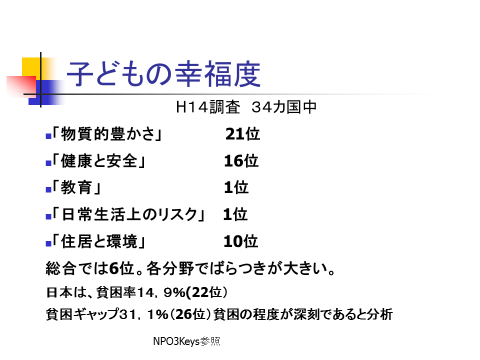 子どもの幸福度
H１４調査　３４カ国中
「物質的豊かさ」　21位
「健康と安全」　16位
「教育」　1位
「日常生活上のリスク」　1位
「住居と環境」　10位
総合では6位。各分野でばらつきが大きい。
日本は、貧困率１４．９％(22位）
貧困ギャップ３１．１％（26位）貧困の程度が深刻であると分析
NPO3Keys参照